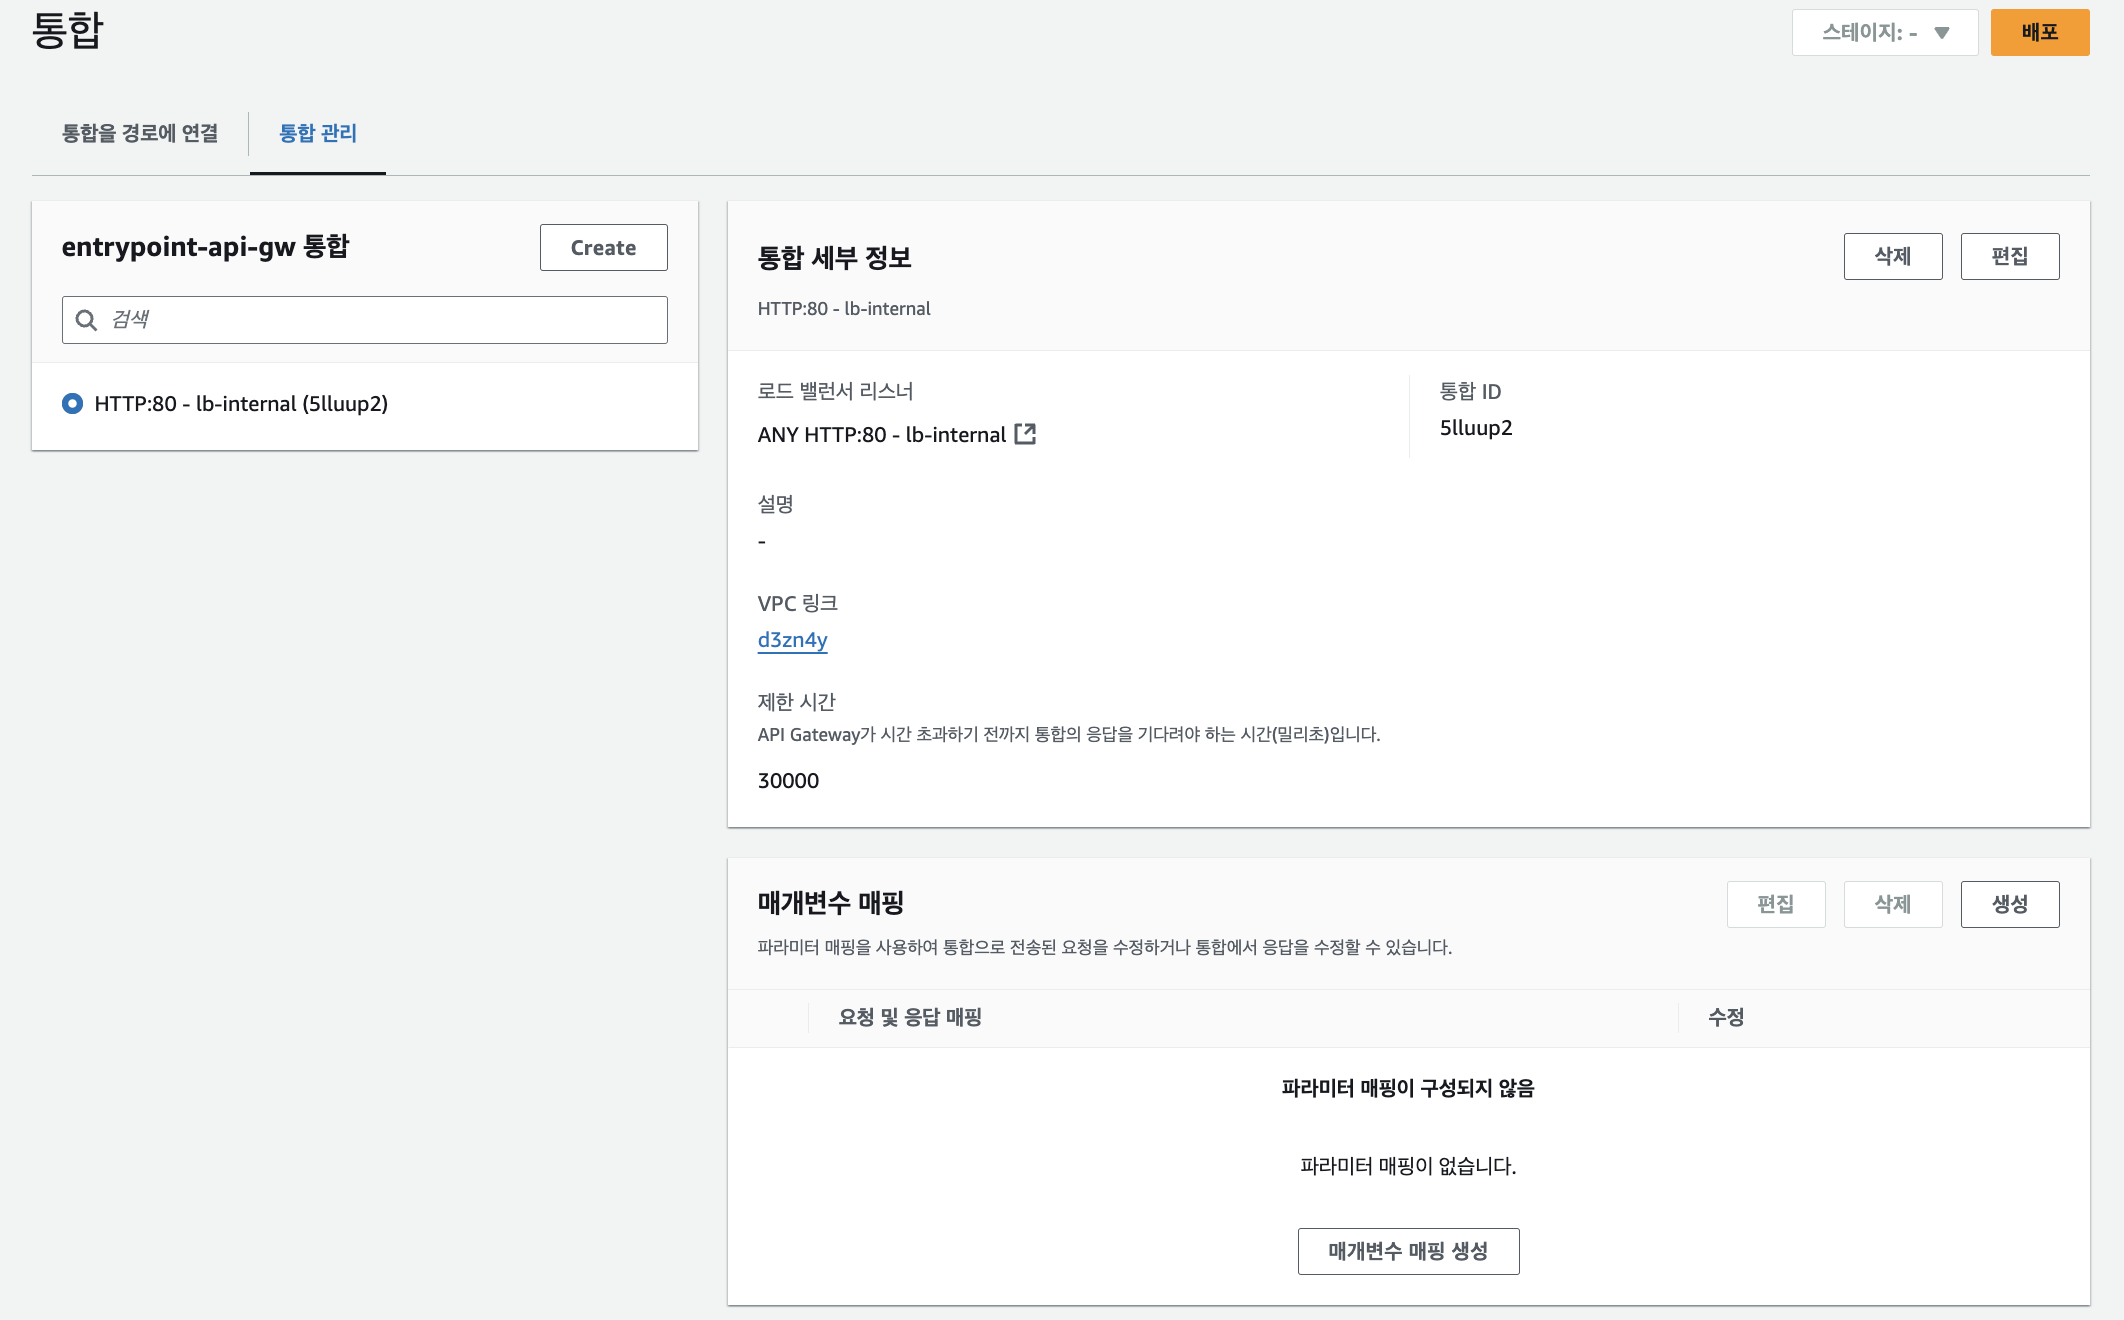 통합
스테이지: -
배포
통합을 경로에 연결
통합 관리
entrypoint-api-gw 통합
Create
검색
HTTP:80 - lb-internal (5lluup2)
통합 세부 정보
삭제
편집
HTTP:80 - lb-internal
로드 밸런서 리스너
ANY HTTP:80 - lb-internal
통합 ID
5lluup2
설명
-
VPC 링크
d3zn4y
제한 시간
API Gateway가 시간 초과하기 전까지 통합의 응답을 기다려야 하는 시간(밀리초)입니다.
30000
매개변수 매핑
편집
삭제
생성
파라미터 매핑을 사용하여 통합으로 전송된 요청을 수정하거나 통합에서 응답을 수정할 수 있습니다.
요청 및 응답 매핑
수정
파라미터 매핑이 구성되지 않음
파라미터 매핑이 없습니다.
매개변수 매핑 생성